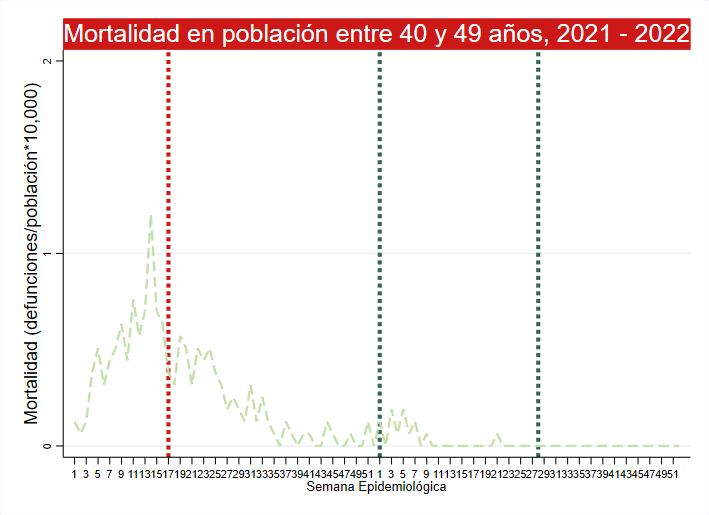 Mortalidad en población entre 40 y 49 años, 2021 - 2022
Mortalidad (defunciones/población*10,000)
2
1
0
1 3 5 7 9 11 13 15 17 19 21 23 25 27 29 31 33 35 37 39 41 43 45 47 49 51 1 3 5 7 9 11 13 15 17 19 21 23 25 27 29 31 33 35 37 39 41 43 45 47 49 51
Semana Epidemiológica